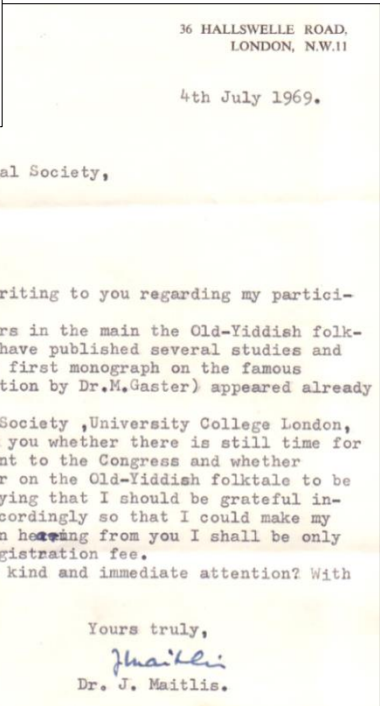 36 HALLSWELLE ROAD,
LONDON, N.W.11
4th July 1969.
al Society,
riting to you regarding my partici-
rs in the main the Old-Yiddish folk-
have published several studies and
first monograph on the famous
tion by Dr.M.Gaster) appeared already
Society ,University College London,
you whether there is still time for
nt to the Congress and whether
r on the Old-Yiddish folktale to be
ying that I should be grateful in-
cordingly so that I could make my
n hearing from you I shall be only
gistration fee.
kind and immediate attention? With
Yours truly,
JMaitlis
Dr. J. Maitlis.